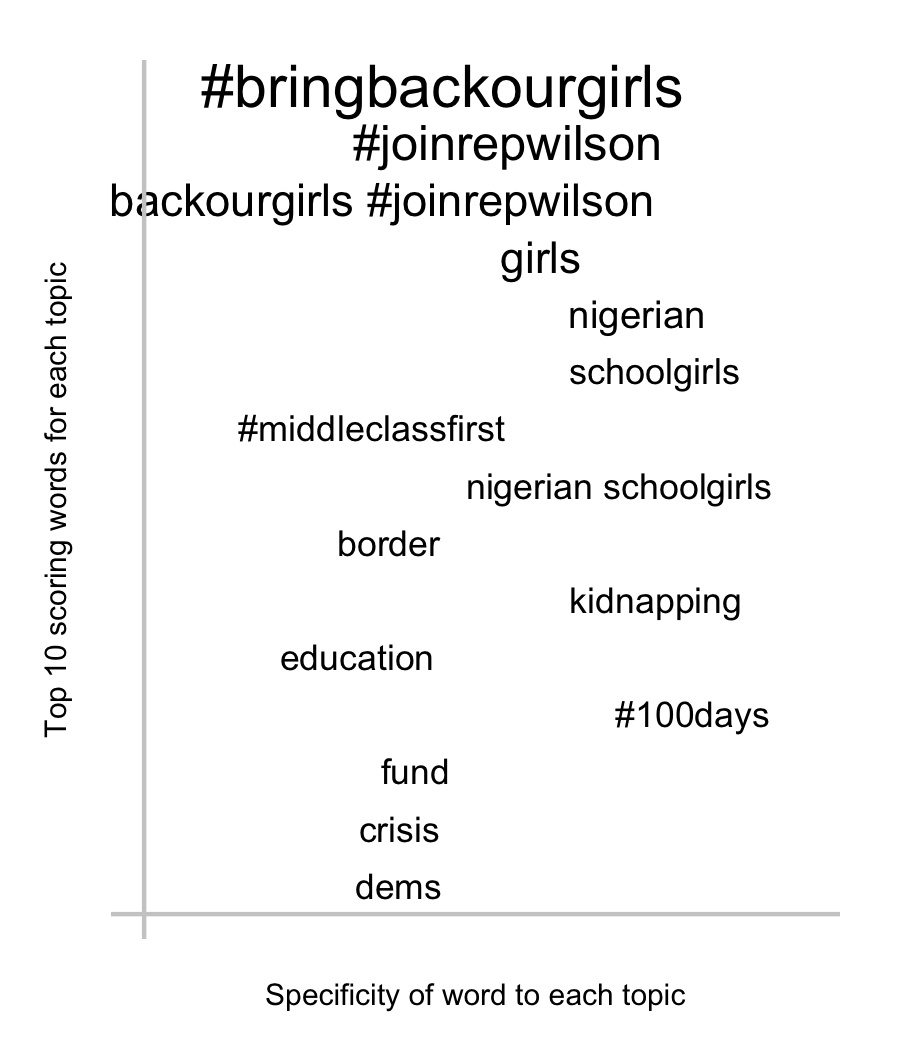 #bringbackourgirls
#joinrepwilson
backourgirls #joinrepwilson
girls
nigerian
schoolgirls
#middleclassfirst
nigerian schoolgirls
border
kidnapping
education
#100days
fund
crisis
dems
Top 10 scoring words for each topic
Specificity of word to each topic